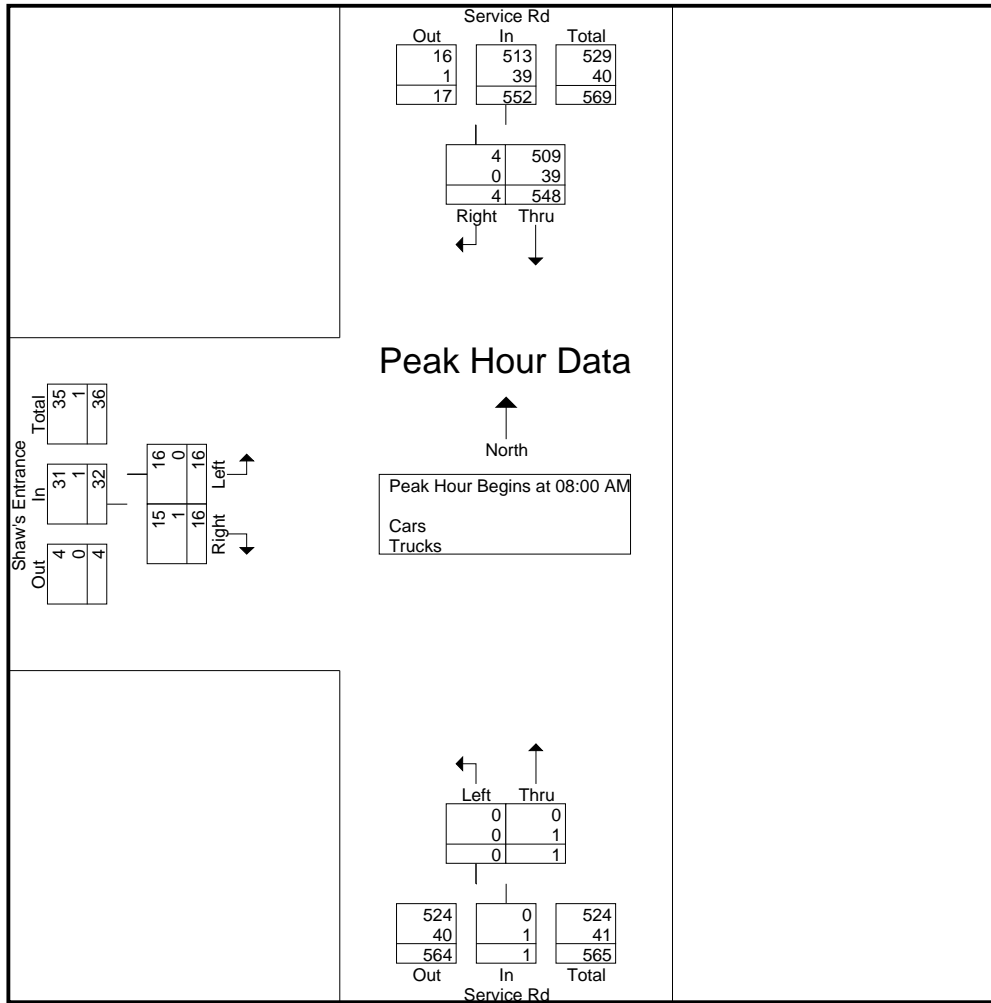 Service Rd
Out In Total
16 513 529
1 39 40
17 552 569
4 509
0 39
4 548
Right Thru
Peak Hour Data
North
Peak Hour Begins at 08:00 AM
Cars
Trucks
Shaw's Entrance
Total
35
1
36
In
31
1
32
Out
4
0
4
Left
16
0
16
Right
15
1
16
Left Thru
0 0
0 1
0 1
524 0 524
40 1 41
564 1 565
Out In Total
Service Rd